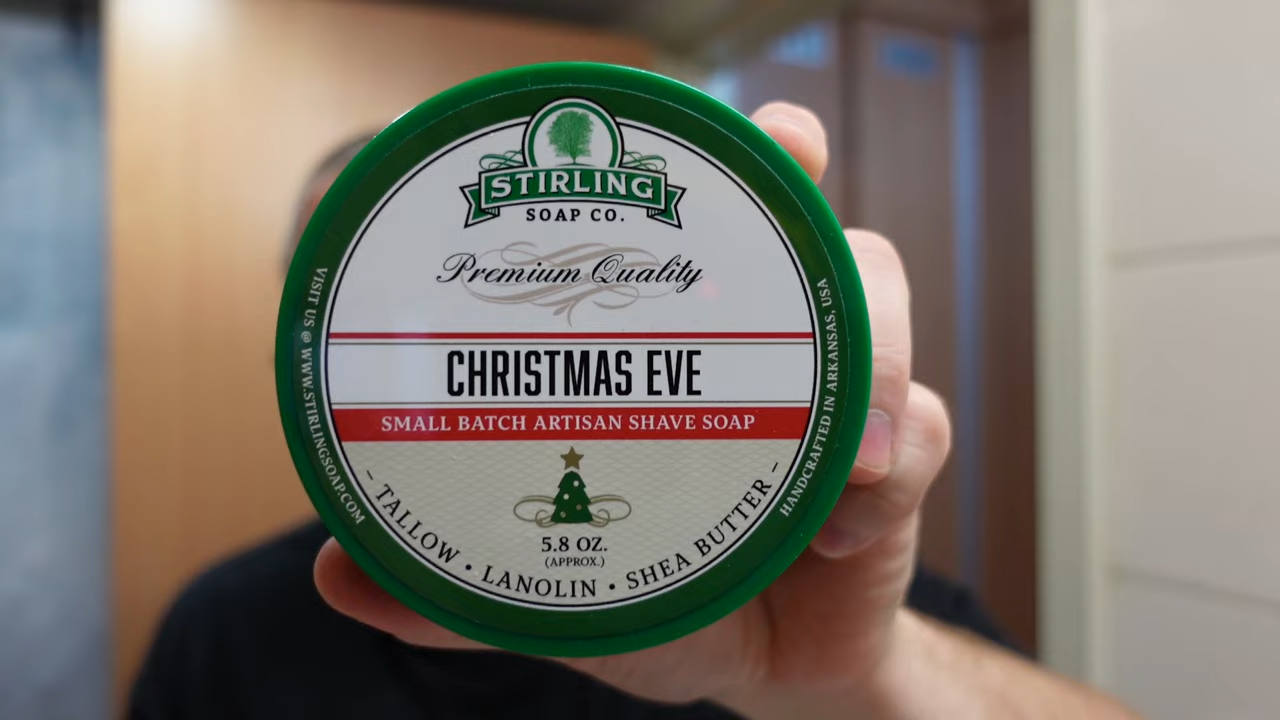 STIRLING
SOAP CO.
Premium Quality
CHRISTMAS EVE
SMALL BATCH ARTISAN SHAVE SOAP
5.8 OZ.
(APPROX.)
– TALLOW • LANOLIN • SHEA BUTTER –
VISIT US @ WWW.STIRLINGSOAP.COM
HANDCRAFTED IN ARKANSAS, USA